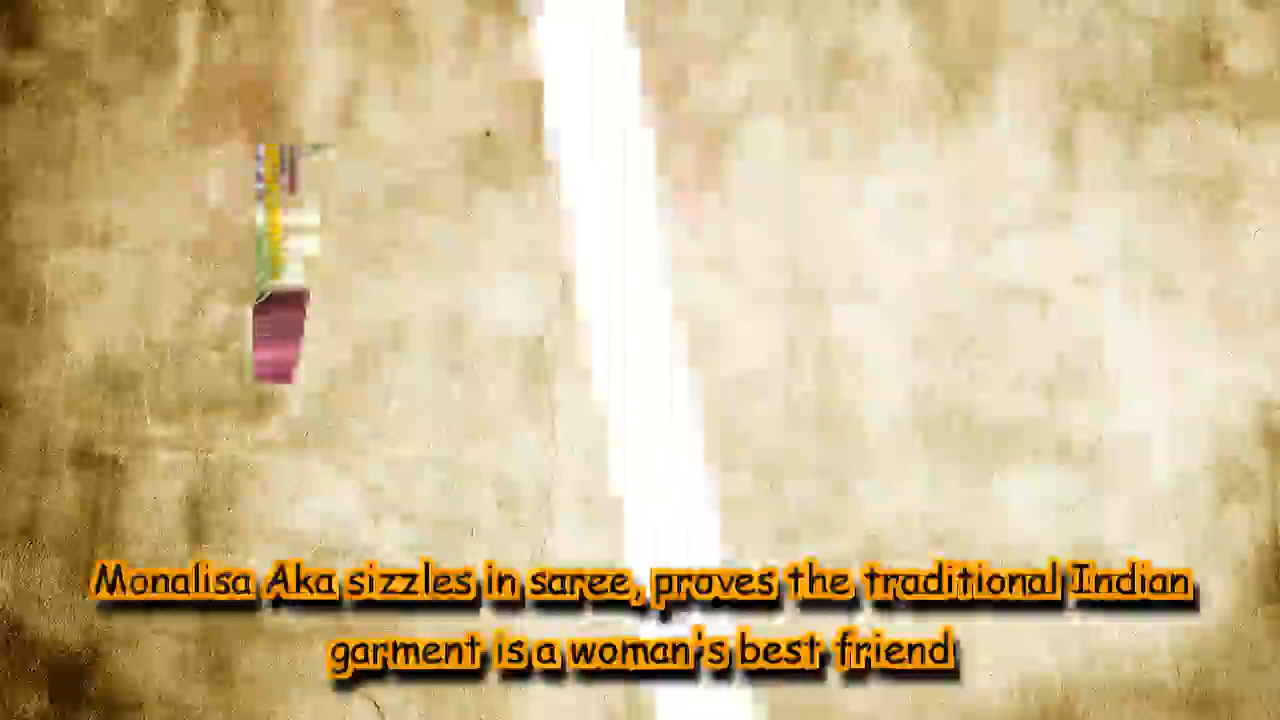 Monalisa Aka sizzles in saree, proves the traditional Indian
garment is a woman's best friend